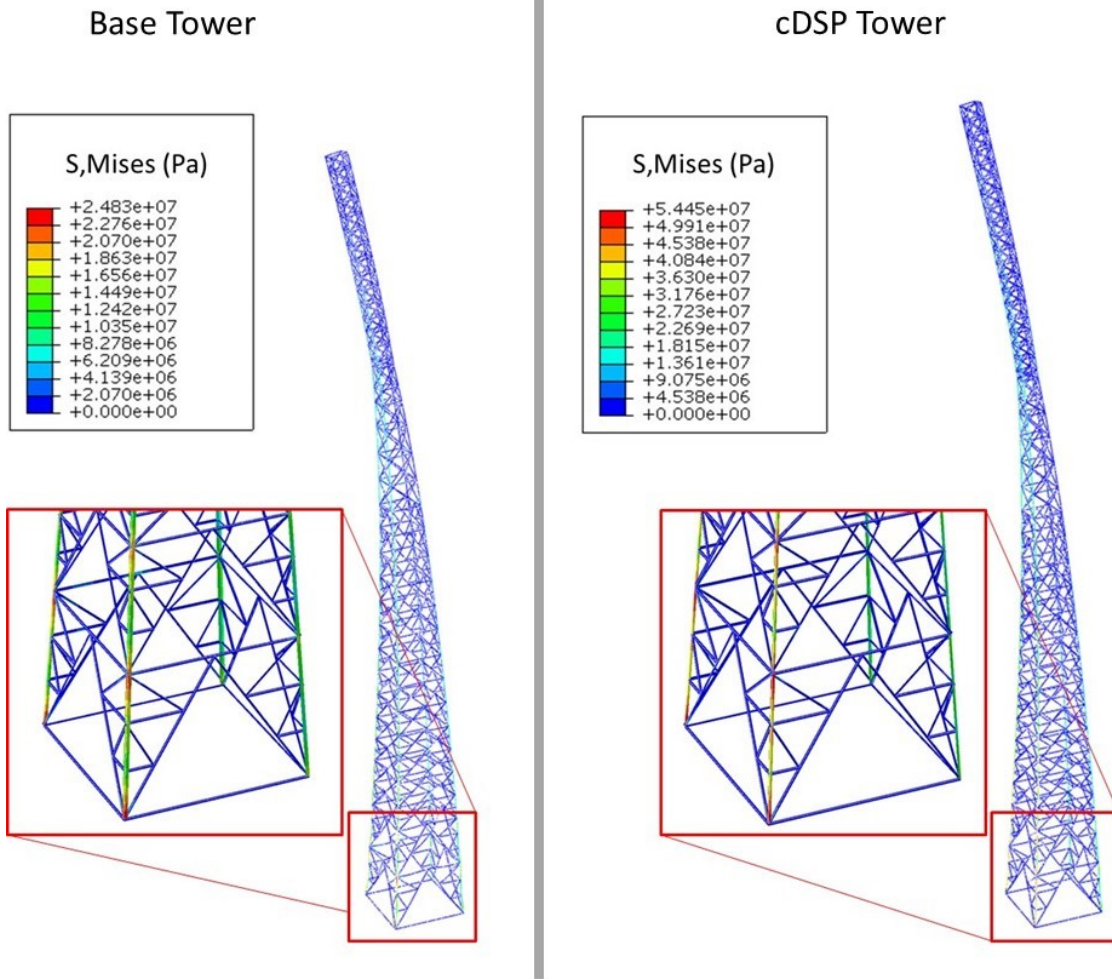 Base Tower
S,Mises (Pa)
+2.483e+07
+2.276e+07
+2.070e+07
+1.863e+07
+1.656e+07
+1.449e+07
+1.242e+07
+1.035e+07
+8.278e+06
+6.209e+06
+4.139e+06
+2.070e+06
+0.000e+00
cDSP Tower
S,Mises (Pa)
+5.445e+07
+4.991e+07
+4.538e+07
+4.084e+07
+3.630e+07
+3.176e+07
+2.723e+07
+2.269e+07
+1.815e+07
+1.361e+07
+9.075e+06
+4.538e+06
+0.000e+00